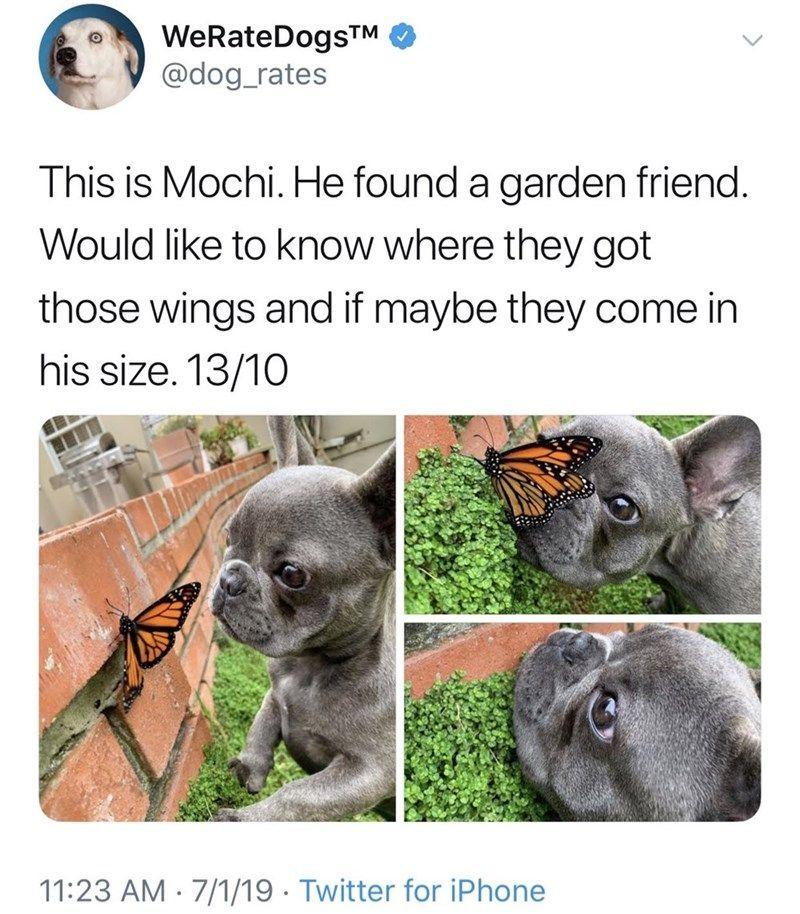 WeRateDogs™
@dog_rates
This is Mochi. He found a garden friend.
Would like to know where they got
those wings and if maybe they come in
his size. 13/10
11:23 AM · 7/1/19 · Twitter for iPhone